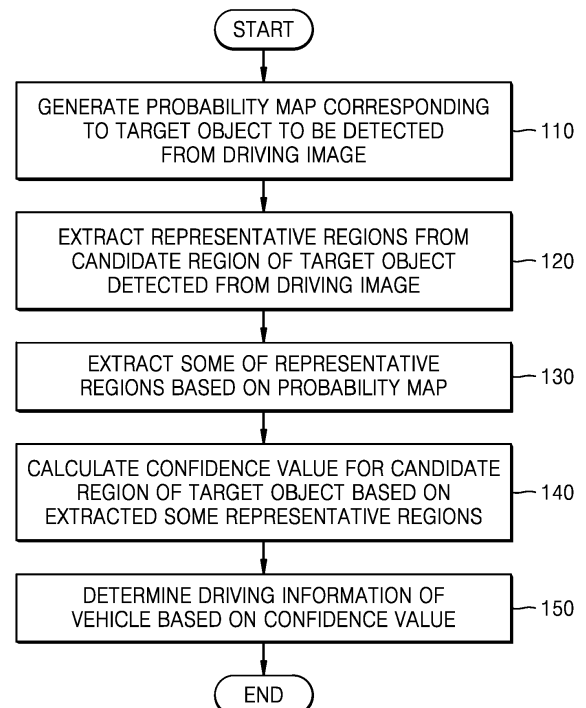 START
GENERATE PROBABILITY MAP CORRESPONDING
TO TARGET OBJECT TO BE DETECTED
FROM DRIVING IMAGE
110
EXTRACT REPRESENTATIVE REGIONS FROM
CANDIDATE REGION OF TARGET OBJECT
DETECTED FROM DRIVING IMAGE
120
EXTRACT SOME OF REPRESENTATIVE
REGIONS BASED ON PROBABILITY MAP
130
CALCULATE CONFIDENCE VALUE FOR CANDIDATE
REGION OF TARGET OBJECT BASED ON
EXTRACTED SOME REPRESENTATIVE REGIONS
140
DETERMINE DRIVING INFORMATION OF
VEHICLE BASED ON CONFIDENCE VALUE
150
END